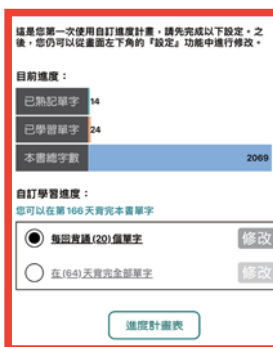 這是您第一次使用自訂進度計畫，請先完成以下設定。之
後，您仍可以從畫面左下角的『設定』功能中進行修改。
目前進度：
已熟記單字 14
已學習單字 24
本書總字數 2069
自訂學習進度：
您可以在第166天背完本書單字
每回背誦(20)個單字 修改
在(64)天背完全部單字 修改
進度計畫表